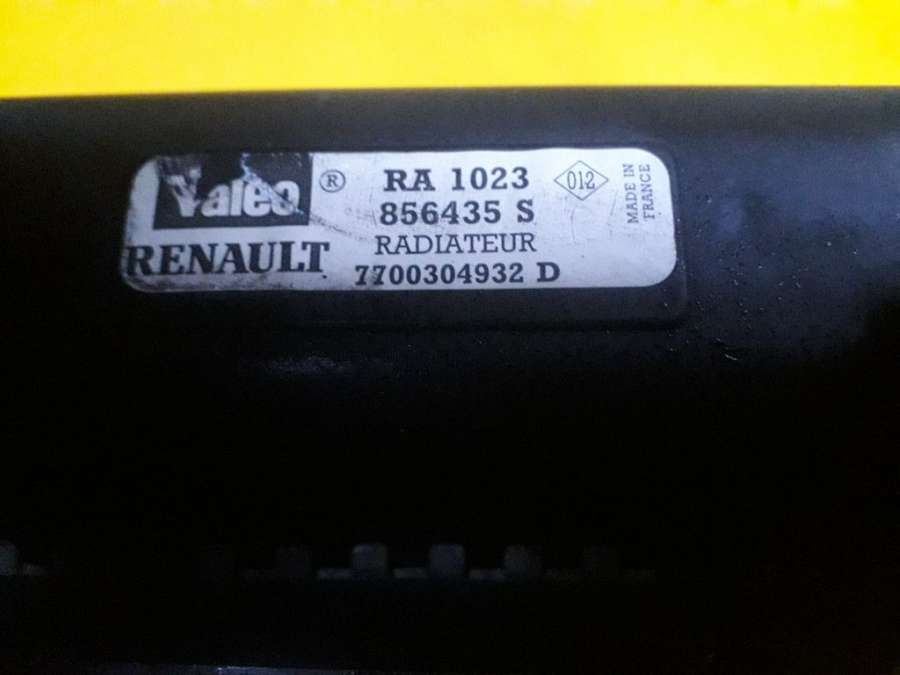 Valeo ® RA 1023 012 MADE IN FRANCE
856435 S
RENAULT RADIATEUR
7700304932 D